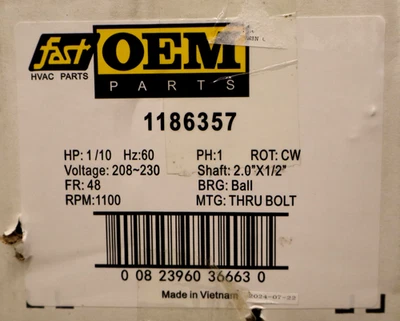 fast OEM
HVAC PARTS
PARTS
1186357
HP: 1/10 Hz:60 PH:1 ROT: CW
Voltage: 208~230 Shaft: 2.0"X1/2"
FR: 48 BRG: Ball
RPM:1100 MTG: THRU BOLT
0 08 23960 36663 0
Made in Vietnam 2024-07-22